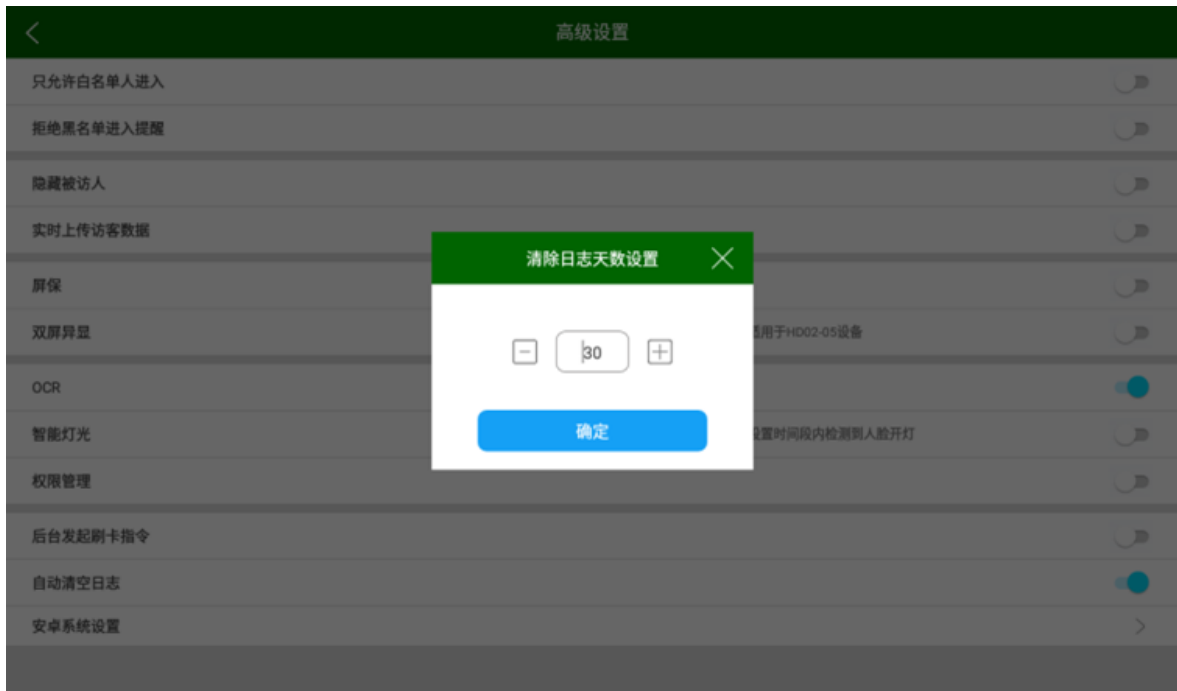 高级设置
只允许白名单人进入
拒绝黑名单进入提醒
隐藏被访人
实时上传访客数据
清除日志天数设置
屏保
双屏异显
用于HD02-05设备
30
OCR
确定
智能灯光
置时间段内检测到人脸开灯
权限管理
后台发起刷卡指令
自动清空日志
安卓系统设置